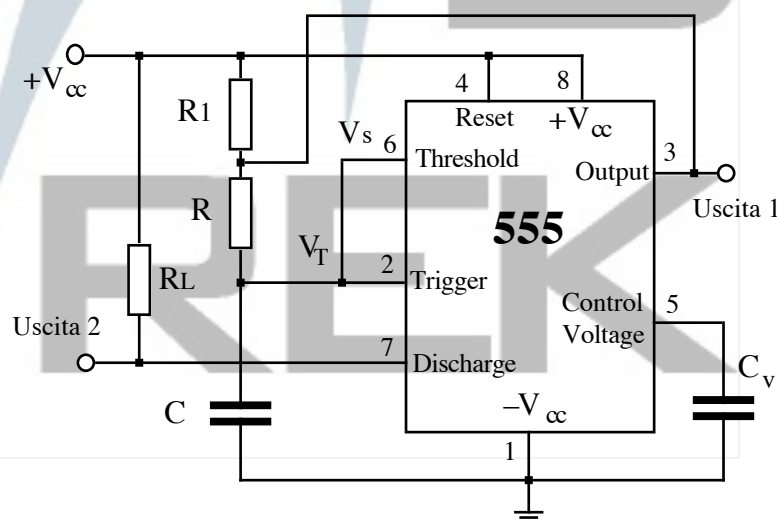 +Vcc
R1
R
RL
Uscita 2
C
Vs
VT
4
8
Reset
+Vcc
6
Threshold
3
Output
Uscita 1
555
2
Trigger
5
Control
Voltage
7
Discharge
Cv
–Vcc
1
REK